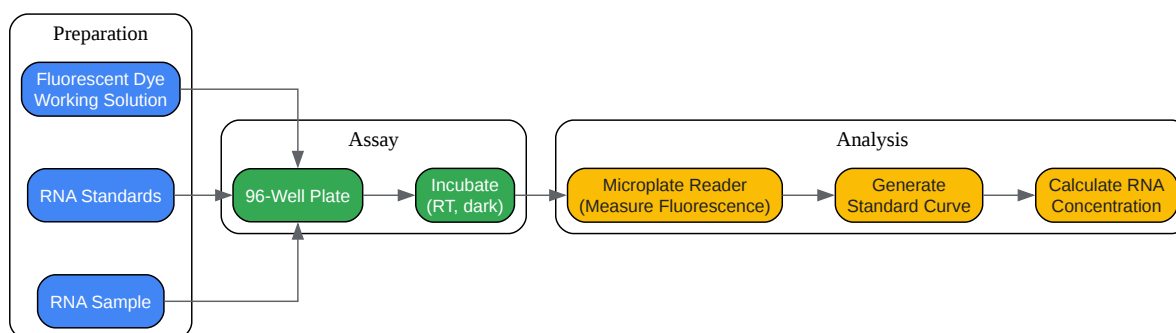 Preparation
Fluorescent Dye
Working Solution
RNA Standards
RNA Sample
Assay
96-Well Plate
Incubate
(RT, dark)
Analysis
Microplate Reader
(Measure Fluorescence)
Generate
Standard Curve
Calculate RNA
Concentration